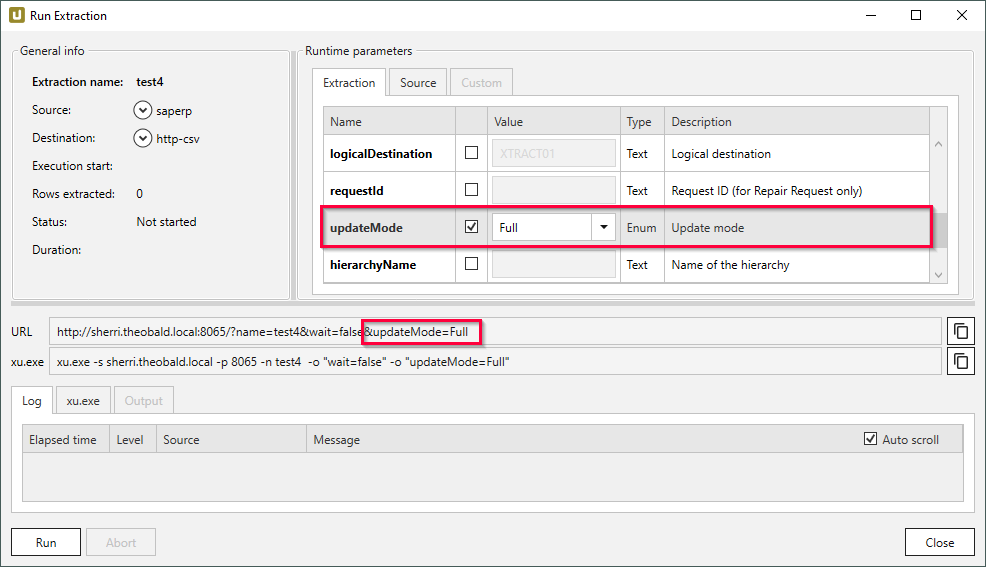 Run Extraction
General info
Extraction name: test4
Source: saperp
Destination: http-csv
Execution start:
Rows extracted: 0
Status: Not started
Duration:
Runtime parameters
Extraction Source Custom
Name Value Type Description
logicalDestination XTRACT01 Text Logical destination
requestId Text Request ID (for Repair Request only)
updateMode Full Enum Update mode
hierarchyName Text Name of the hierarchy
URL http://sherri.theobald.local:8065/?name=test4&wait=false&updateMode=Full
xu.exe xu.exe -s sherri.theobald.local -p 8065 -n test4 -o "wait=false" -o "updateMode=Full"
Log xu.exe Output
Elapsed time Level Source Message Auto scroll
Run Abort Close